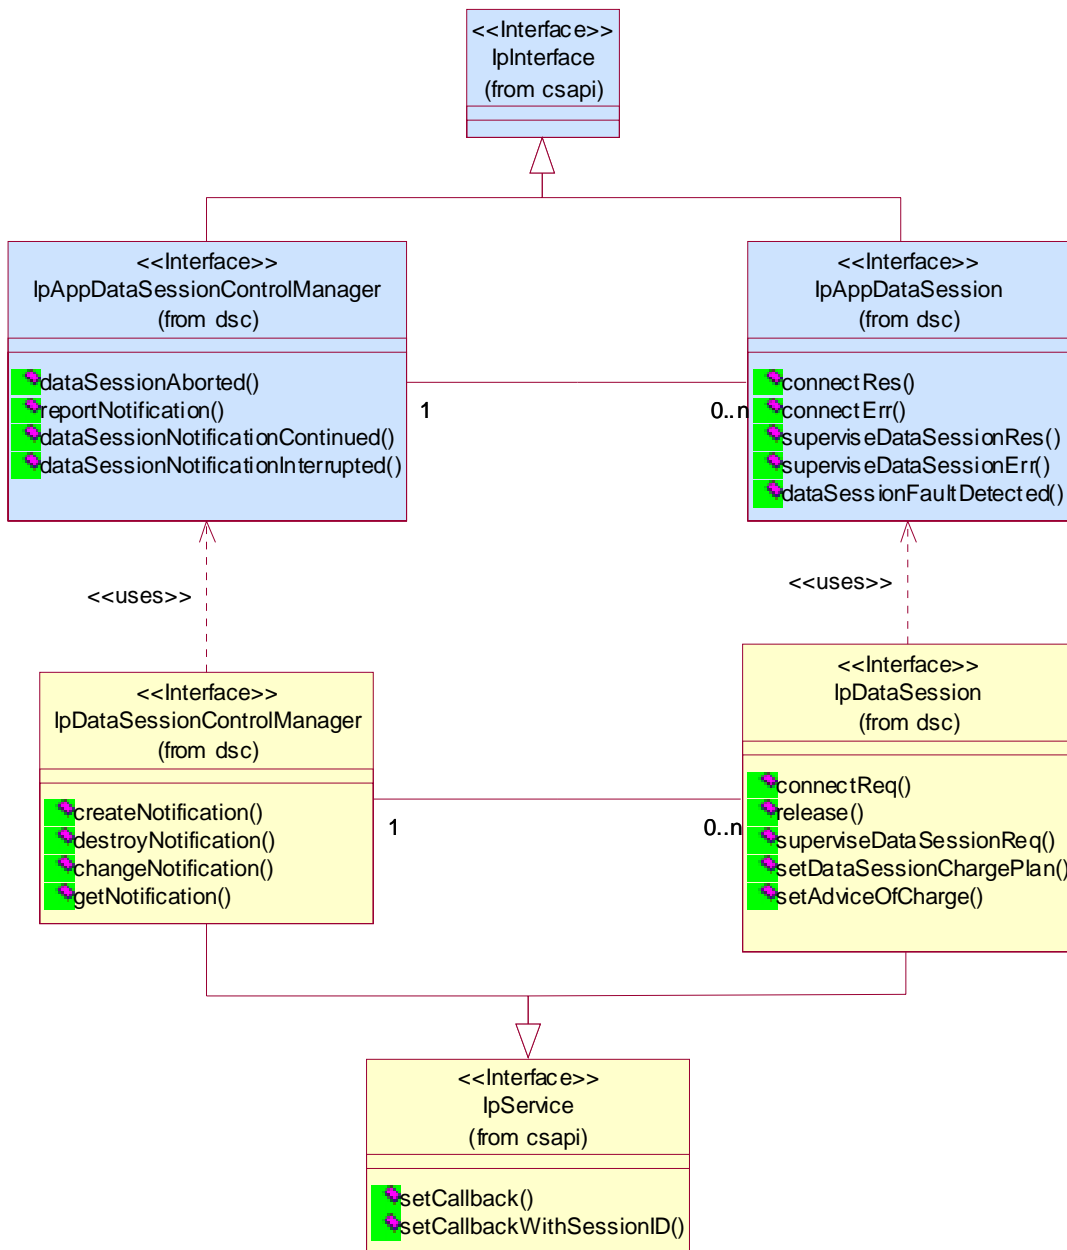 <<Interface>>
IpInterface
(from csapi)
<<Interface>>
IpAppDataSessionControlManager
(from dsc)
dataSessionAborted()
reportNotification()
dataSessionNotificationContinued()
dataSessionNotificationInterrupted()
<<Interface>>
IpAppDataSession
(from dsc)
connectRes()
connectErr()
superviseDataSessionRes()
superviseDataSessionErr()
dataSessionFaultDetected()
1
0..n
<<uses>>
<<uses>>
<<Interface>>
IpDataSessionControlManager
(from dsc)
createNotification()
destroyNotification()
changeNotification()
getNotification()
<<Interface>>
IpDataSession
(from dsc)
connectReq()
release()
superviseDataSessionReq()
setDataSessionChargePlan()
setAdviceOfCharge()
1
0..n
<<Interface>>
IpService
(from csapi)
setCallback()
setCallbackWithSessionID()